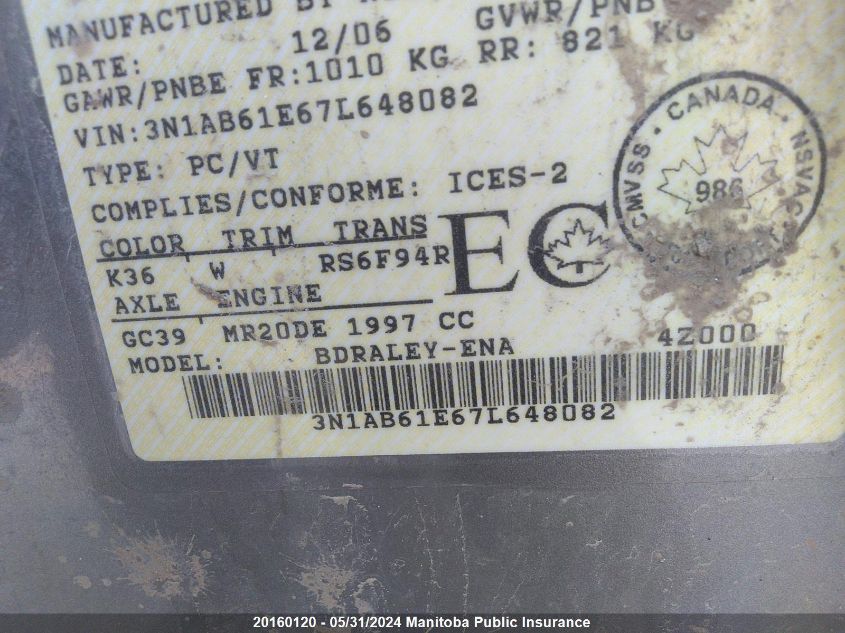 MANUFACTURED BY
DATE: 12/06 GVWR/PNB
GAWR/PNBE FR:1010 KG RR: 821 KG
VIN:3N1AB61E67L648082
TYPE: PC/VT
COMPLIES/CONFORME: ICES-2
CMVSS · CANADA · NSVAC
986
COLOR TRIM TRANS
K36 W RS6F94R
EC
AXLE ENGINE
GC39 MR20DE 1997 CC
MODEL: BDRALEY-ENA 4Z000
3N1AB61E67L648082
20160120 - 05/31/2024 Manitoba Public Insurance